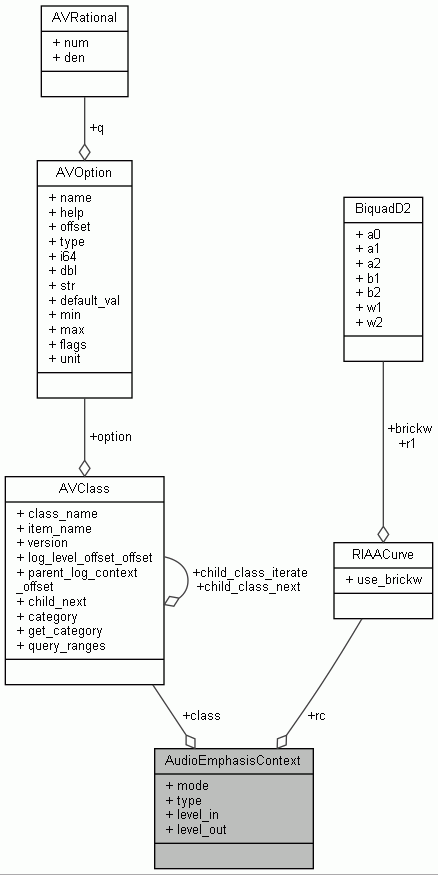 AVRational
+ num
+ den
+q
AVOption
+ name
+ help
+ offset
+ type
+ i64
+ dbl
+ str
+ default_val
+ min
+ max
+ flags
+ unit
BiquadD2
+ a0
+ a1
+ a2
+ b1
+ b2
+ w1
+ w2
+option
+brickw
+r1
AVClass
+ class_name
+ item_name
+ version
+ log_level_offset_offset
+ parent_log_context
_offset
+ child_next
+ category
+ get_category
+ query_ranges
+child_class_iterate
+child_class_next
RIAACurve
+ use_brickw
+class
+rc
AudioEmphasisContext
+ mode
+ type
+ level_in
+ level_out